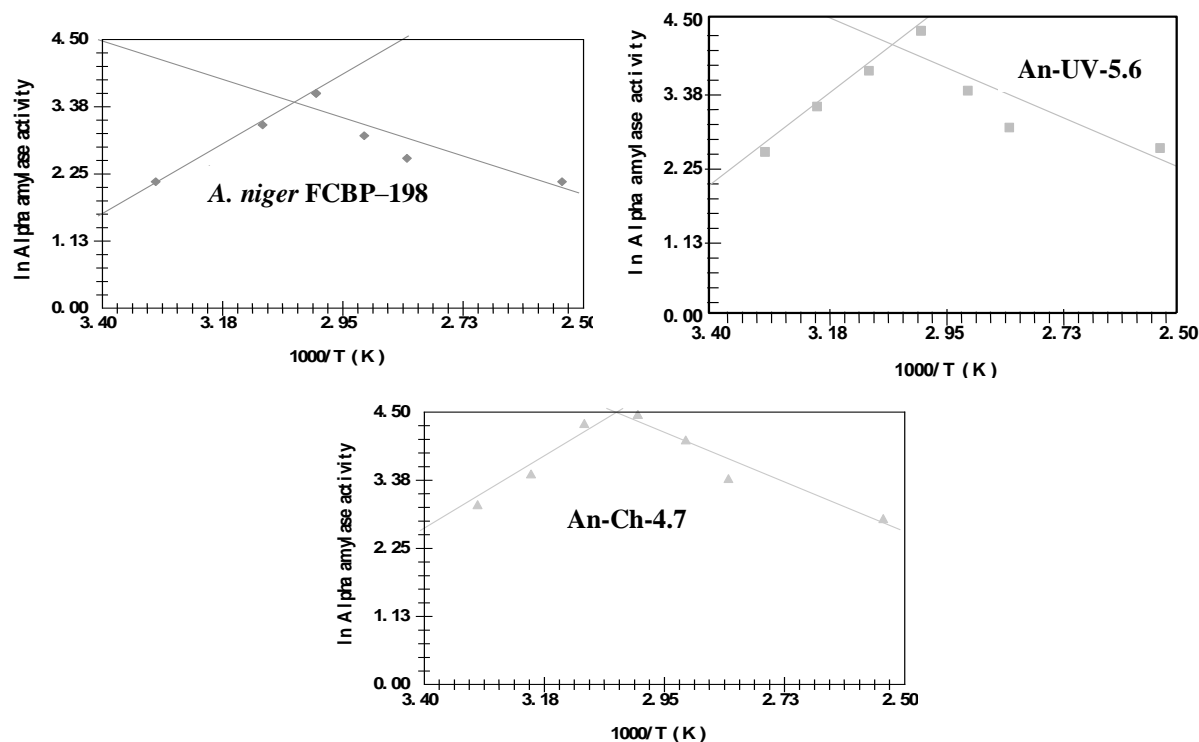 4.50
3.38
2.25
1.13
0.00
ln Alpha amylase activity
A. niger FCBP–198
3.40 3.18 2.95 2.73 2.50
1000/T (K)
4.50
3.38
2.25
1.13
0.00
ln Alpha amylase activity
An-UV-5.6
3.40 3.18 2.95 2.73 2.50
1000/T (K)
4.50
3.38
2.25
1.13
0.00
ln Alpha amylase activity
An-Ch-4.7
3.40 3.18 2.95 2.73 2.50
1000/T (K)